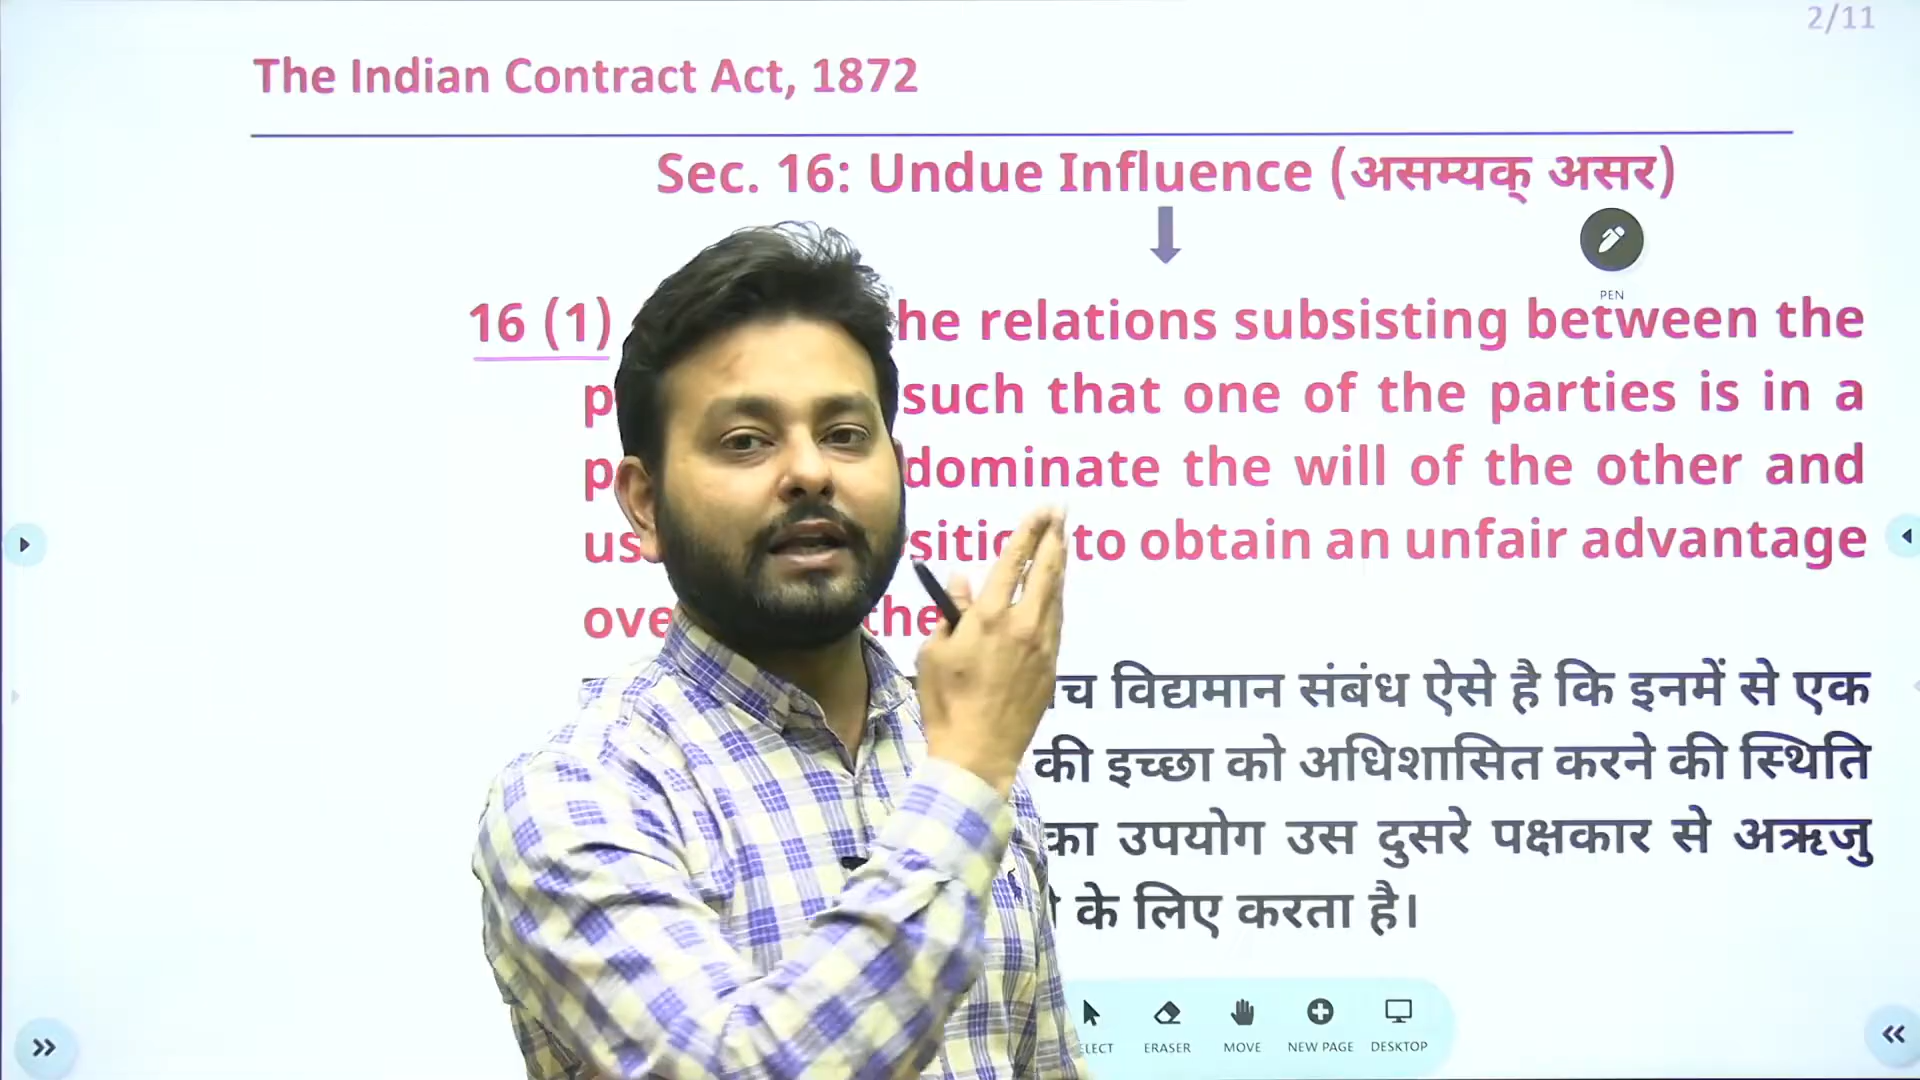 2/11
The Indian Contract Act, 1872
Sec. 16: Undue Influence (असम्यक् असर)
PEN
16 (1) he relations subsisting between the
such that one of the parties is in a
dominate the will of the other and
to obtain an unfair advantage
विद्यमान संबंध ऐसे है कि इनमें से एक
की इच्छा को अधिशासित करने की स्थिति
का उपयोग उस दुसरे पक्षकार से अऋजु
के लिए करता है।
ERASER MOVE NEW PAGE DESKTOP